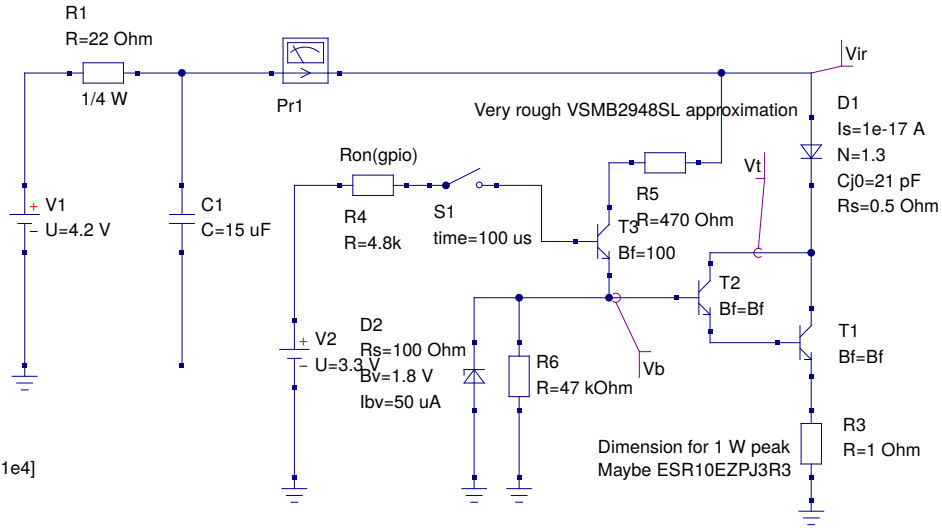 R1
R=22 Ohm
1/4 W
Pr1
Vir
Very rough VSMB2948SL approximation
D1
Is=1e-17 A
N=1.3
Cj0=21 pF
Rs=0.5 Ohm
Ron(gpio)
R4
R=4.8k
S1
time=100 us
R5
R=470 Ohm
Vt
V1
U=4.2 V
C1
C=15 uF
T3
Bf=100
T2
Bf=Bf
T1
Bf=Bf
V2
U=3.3 V
D2
Rs=100 Ohm
Bv=1.8 V
Ibv=50 uA
R6
R=47 kOhm
Vb
R3
R=1 Ohm
Dimension for 1 W peak
Maybe ESR10EZPJ3R3
1e4]
+
−
+
−